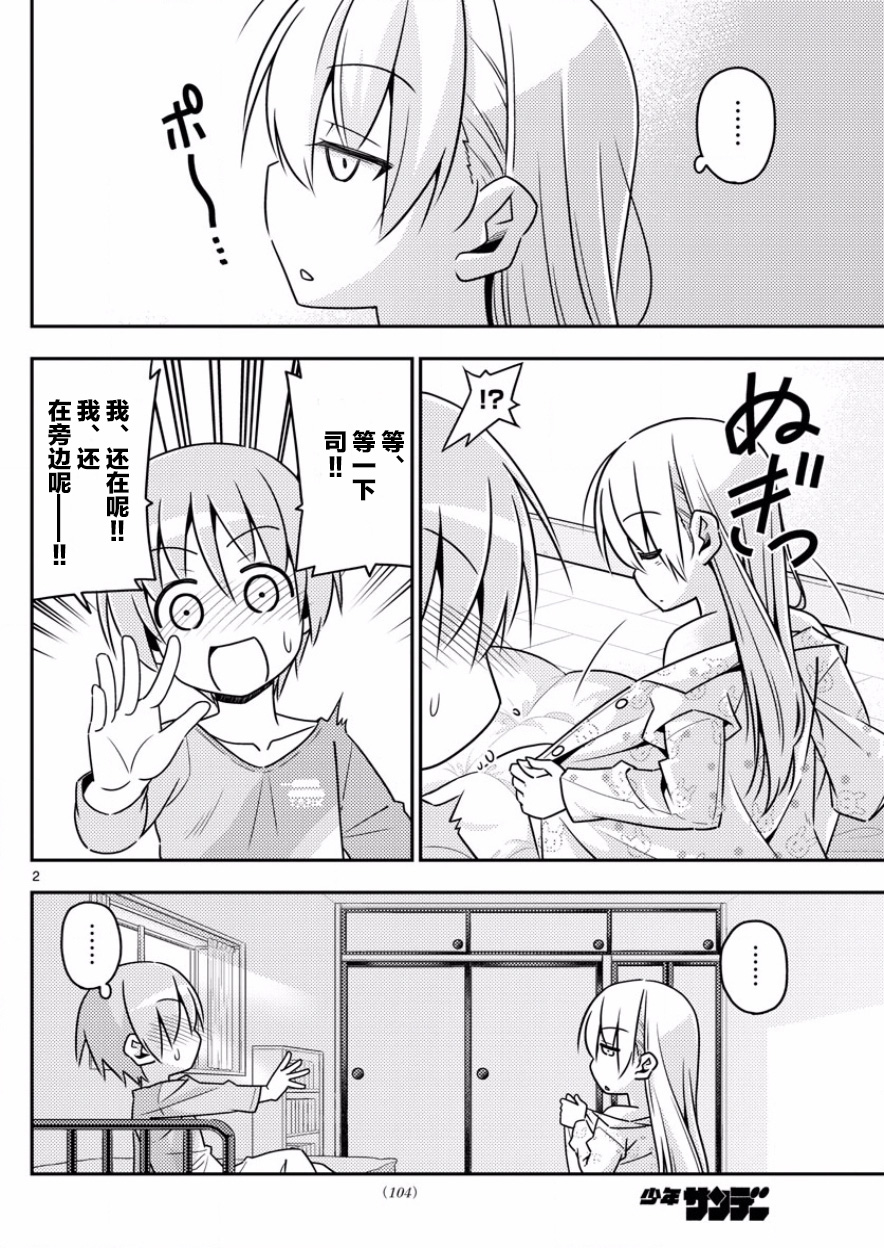 ……
ポー…
ぬぎっ
!?
等、
等一下
司!!
我、还在呢!!
我、还
在旁边呢——!!
2
……
……
(104)
少年サンデー